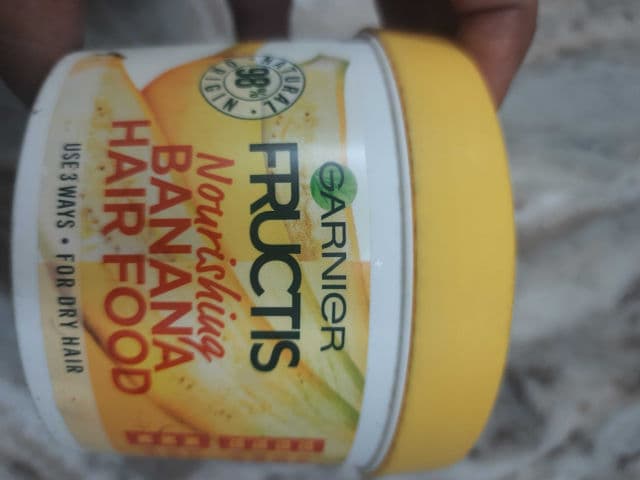 GARNIER
FRUCTIS
98%
NATURAL
ORIGIN
Nourishing
BANANA
HAIR FOOD
USE 3 WAYS • FOR DRY HAIR